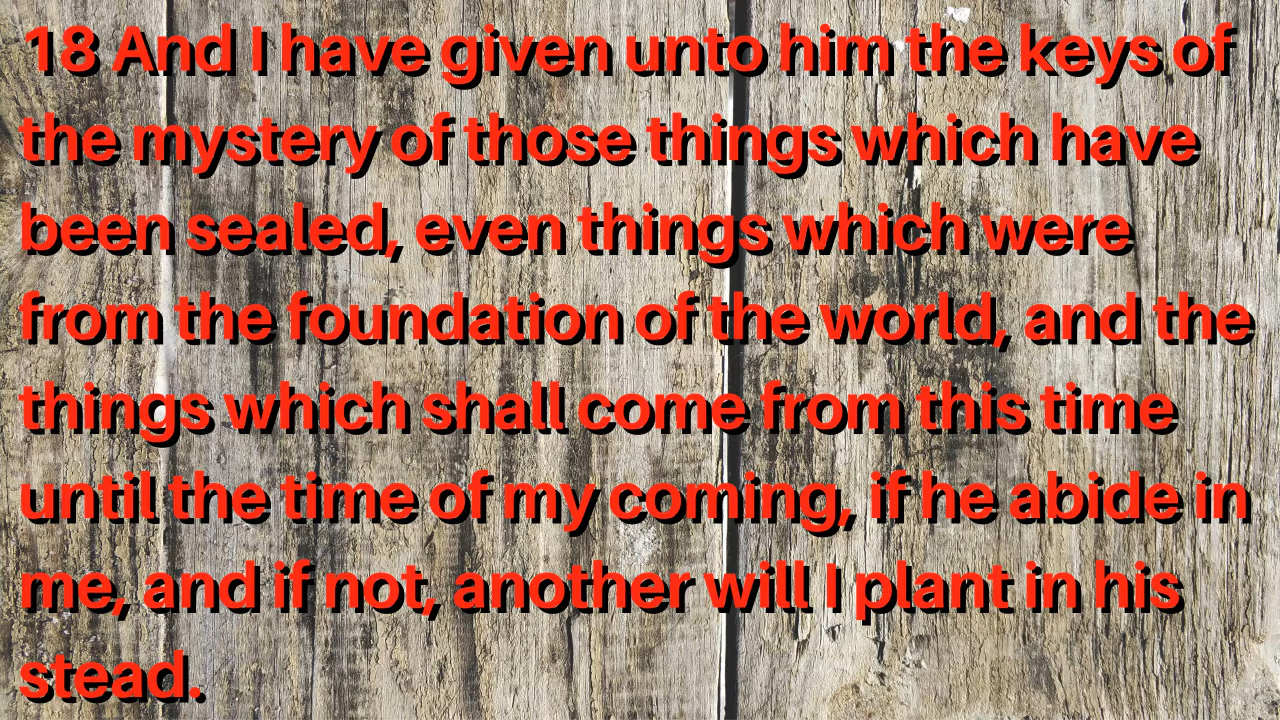 18 And I have given unto him the keys of
the mystery of those things which have
been sealed, even things which were
from the foundation of the world, and the
things which shall come from this time
until the time of my coming, if he abide in
me, and if not, another will I plant in his
stead.